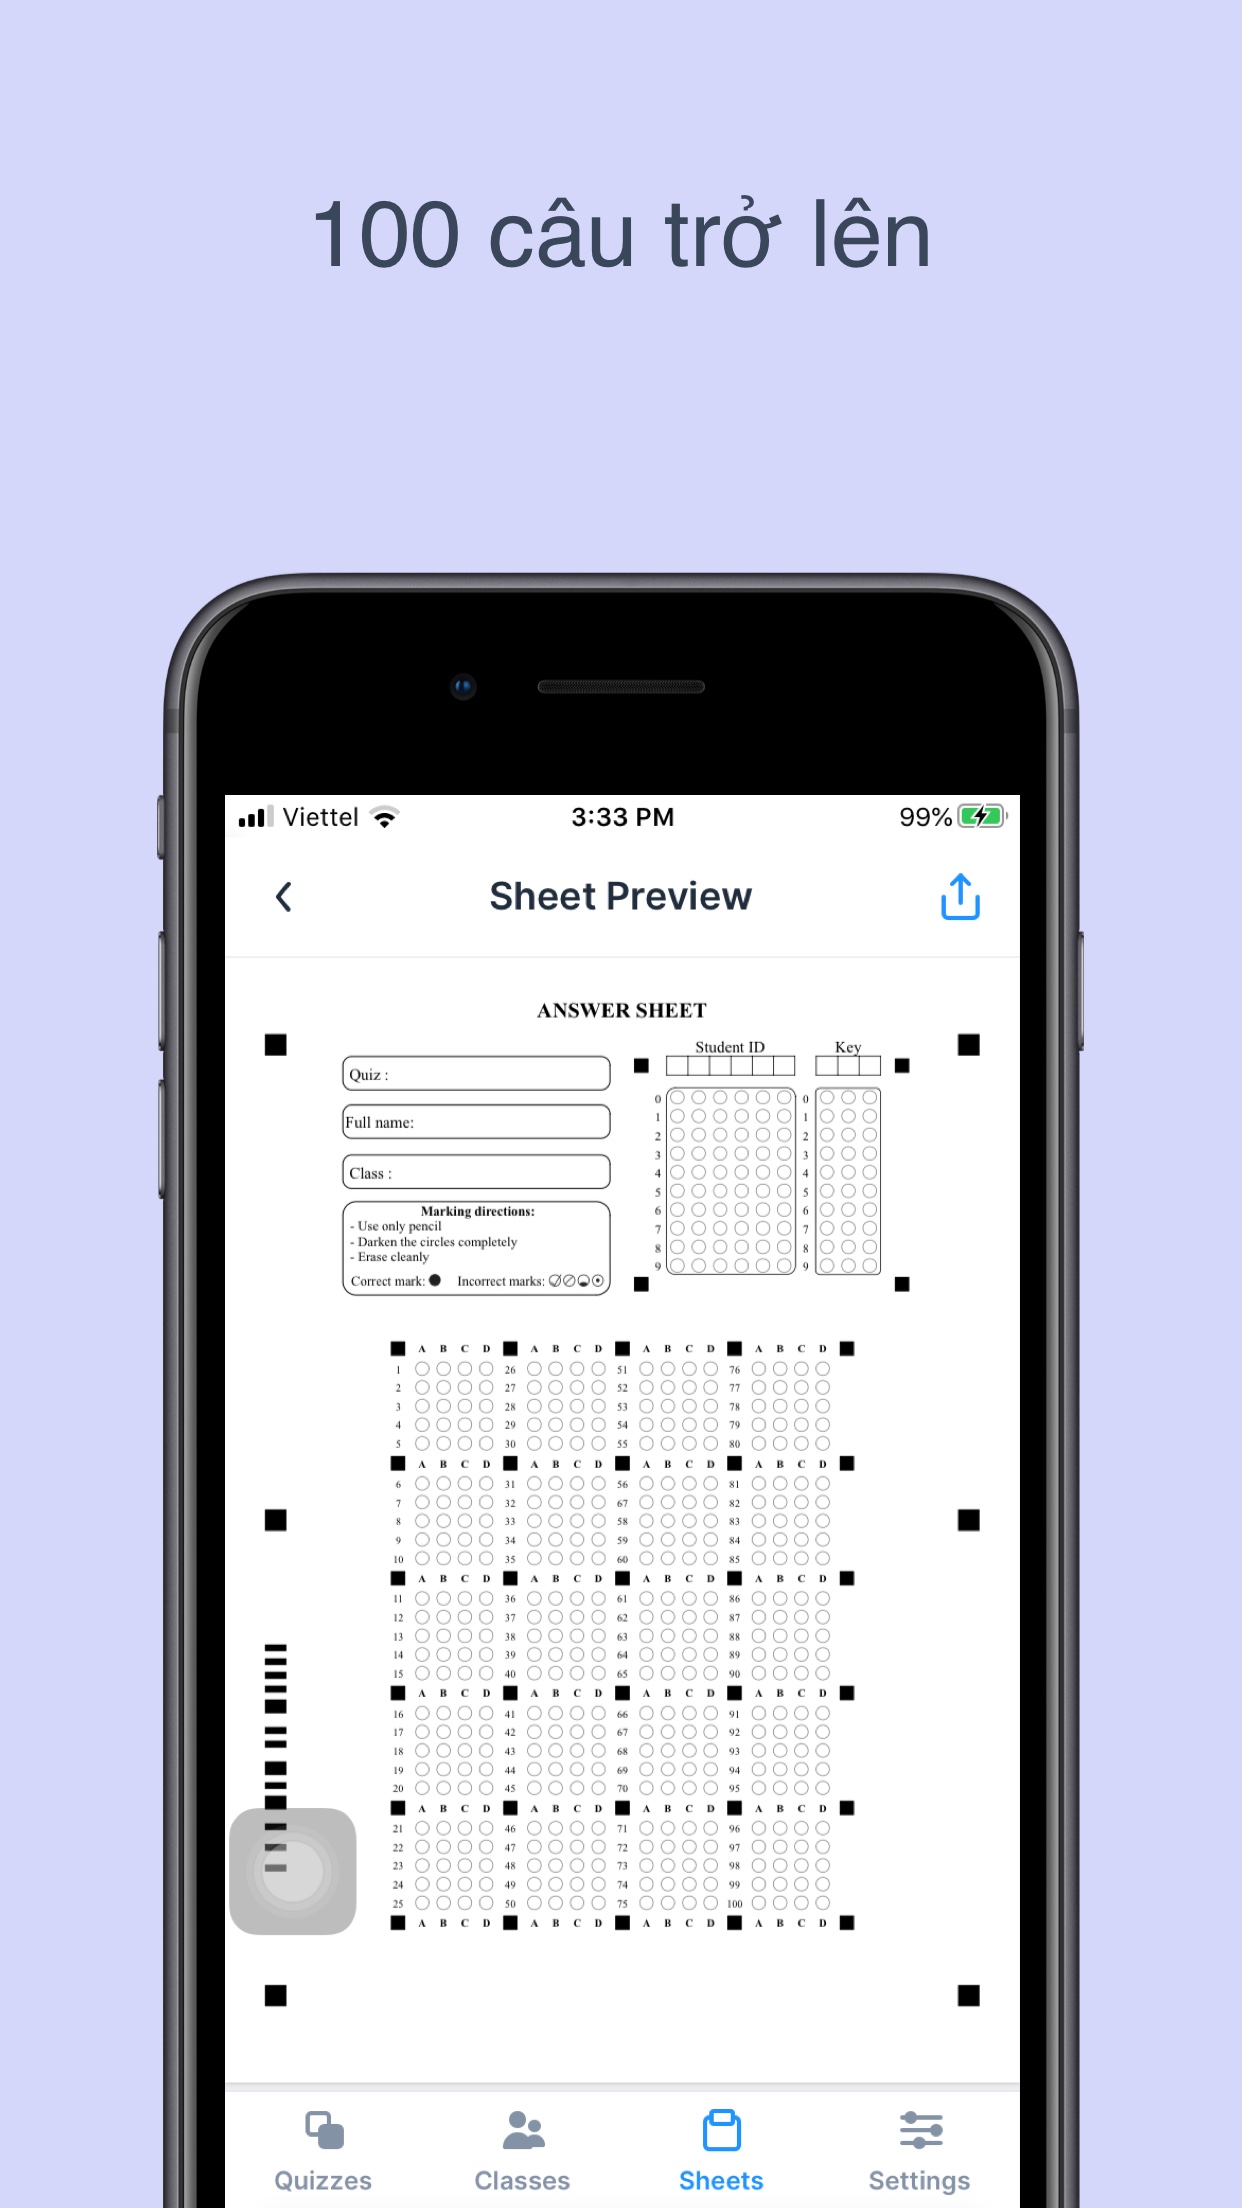 100 câu trở lên
Viettel 3:33 PM 99%
Sheet Preview
ANSWER SHEET
Student ID Key
Quiz :
Full name:
Class :
Marking directions:
- Use only pencil
- Darken the circles completely
- Erase cleanly
Correct mark: Incorrect marks:
0 0
1 1
2 2
3 3
4 4
5 5
6 6
7 7
8 8
9 9
A B C D A B C D A B C D A B C D
1 26 51 76
2 27 52 77
3 28 53 78
4 29 54 79
5 30 55 80
A B C D A B C D A B C D A B C D
6 31 56 81
7 32 67 82
8 33 58 83
9 34 59 84
10 35 60 85
A B C D A B C D A B C D A B C D
11 36 61 86
12 37 62 87
13 38 63 88
14 39 64 89
15 40 65 90
A B C D A B C D A B C D A B C D
16 41 66 91
17 42 67 92
18 43 68 93
19 44 69 94
20 45 70 95
A B C D A B C D A B C D A B C D
21 46 71 96
22 47 72 97
23 48 73 98
24 49 74 99
25 50 75 100
A B C D A B C D A B C D A B C D
Quizzes Classes Sheets Settings